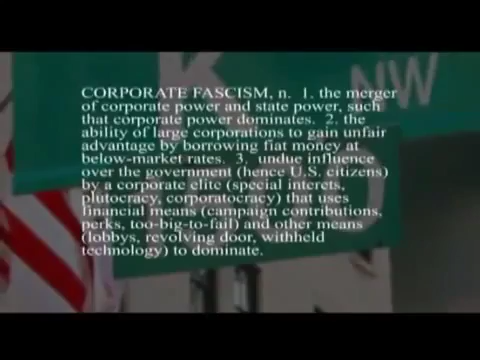 K
NW
CORPORATE FASCISM, n.  1. the merger
of corporate power and state power, such
that corporate power dominates.  2. the
ability of large corporations to gain unfair
advantage by borrowing fiat money at
below-market rates.  3.  undue influence
over the government (hence U.S. citizens)
by a corporate elite (special interets,
plutocracy, corporatocracy) that uses
financial means (campaign contributions,
perks, too-big-to-fail) and other means
(lobbys, revolving door, withheld
technology) to dominate.